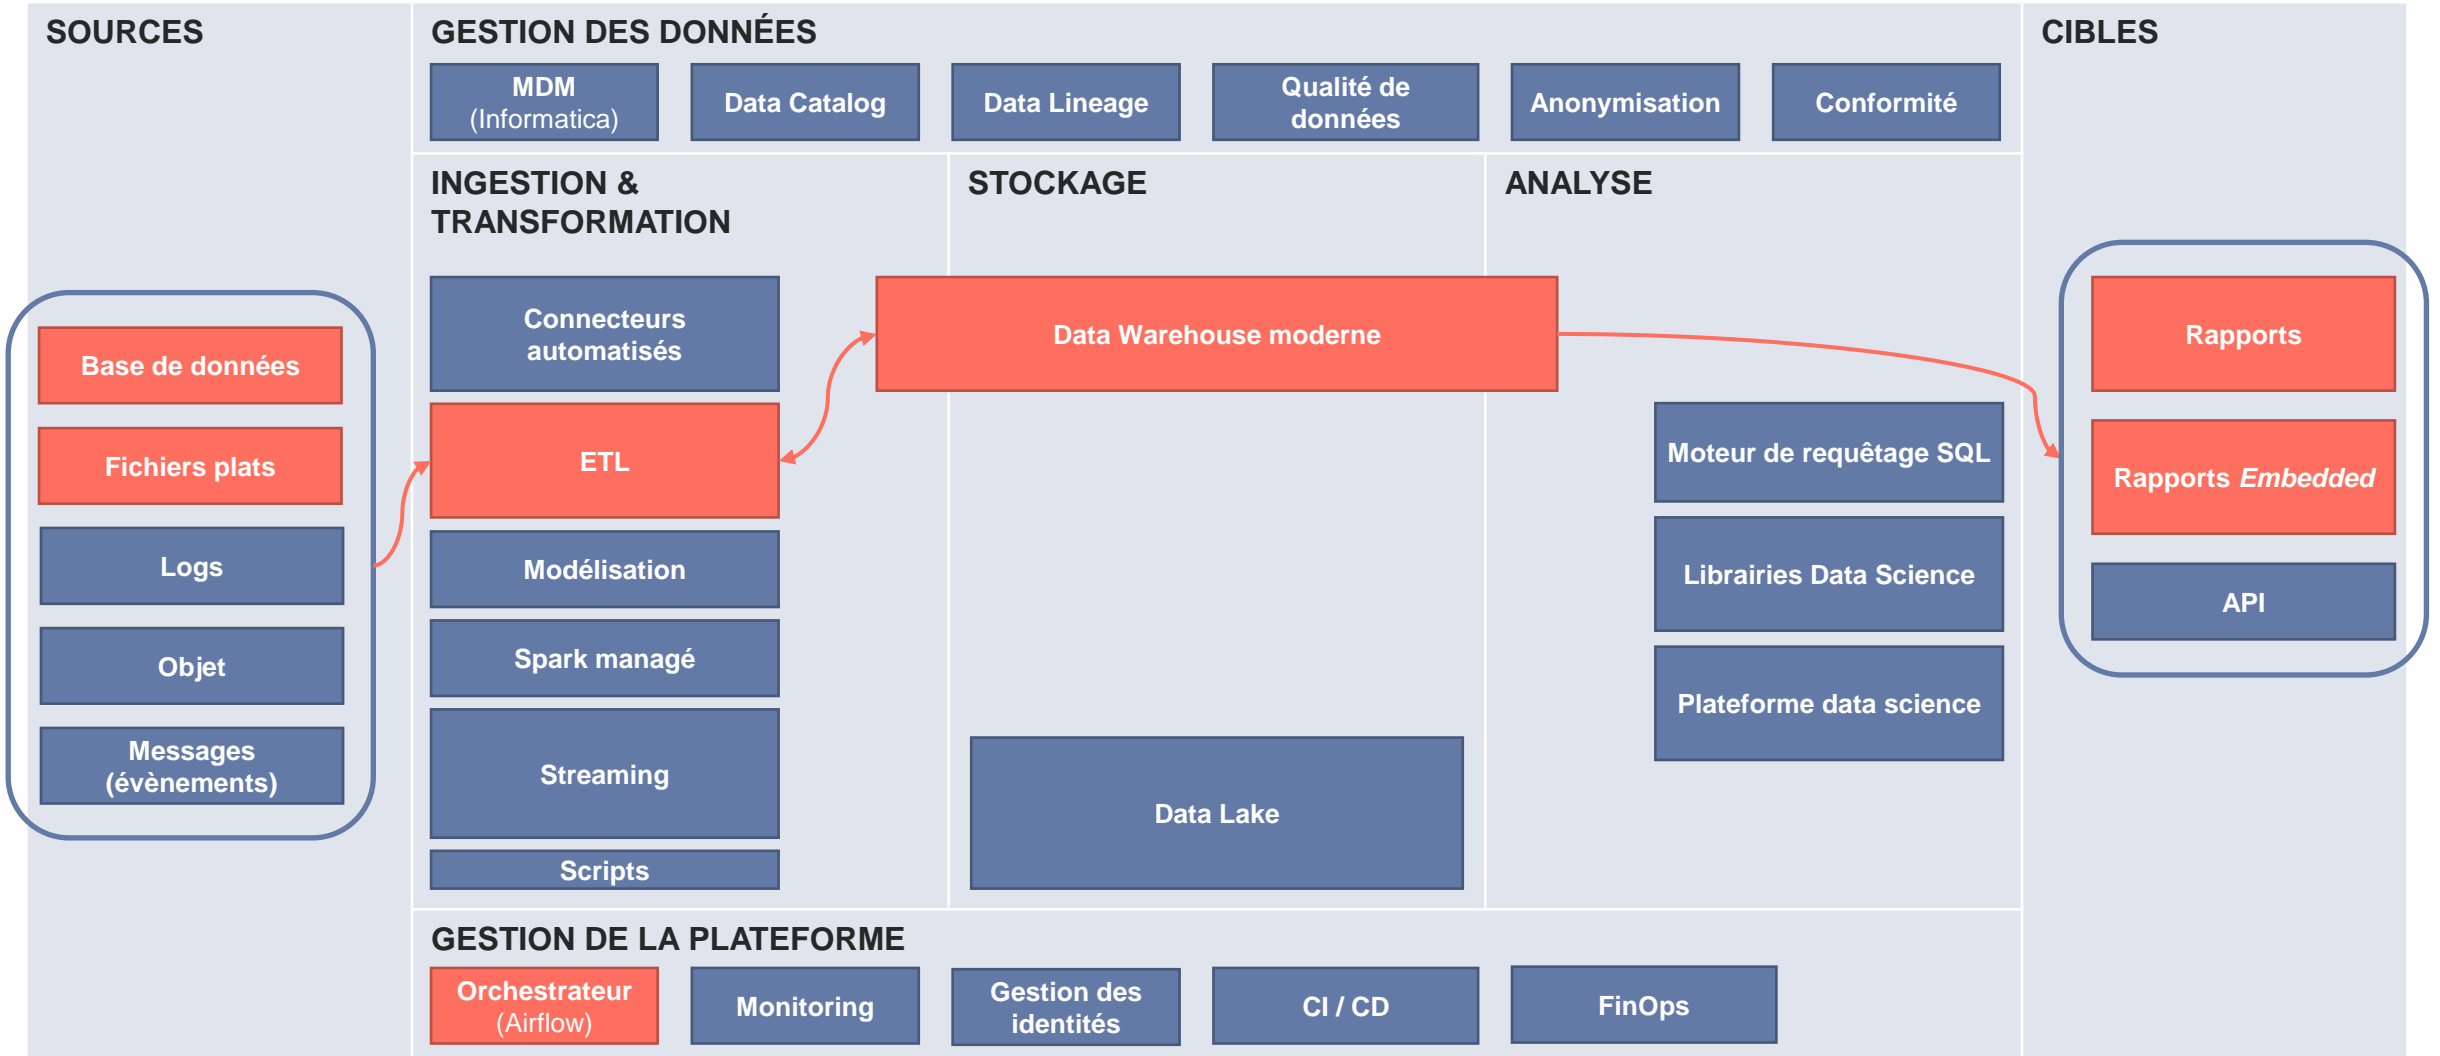 SOURCES
GESTION DES DONNÉES
CIBLES
MDM
(Informatica)
Data Catalog
Data Lineage
Qualité de
données
Anonymisation
Conformité
INGESTION &
TRANSFORMATION
STOCKAGE
ANALYSE
Base de données
Fichiers plats
Logs
Objet
Messages
(évènements)
Connecteurs
automatisés
ETL
Modélisation
Spark managé
Streaming
Scripts
Data Warehouse moderne
Data Lake
Moteur de requêtage SQL
Librairies Data Science
Plateforme data science
Rapports
Rapports Embedded
API
GESTION DE LA PLATEFORME
Orchestrateur
(Airflow)
Monitoring
Gestion des
identités
CI / CD
FinOps